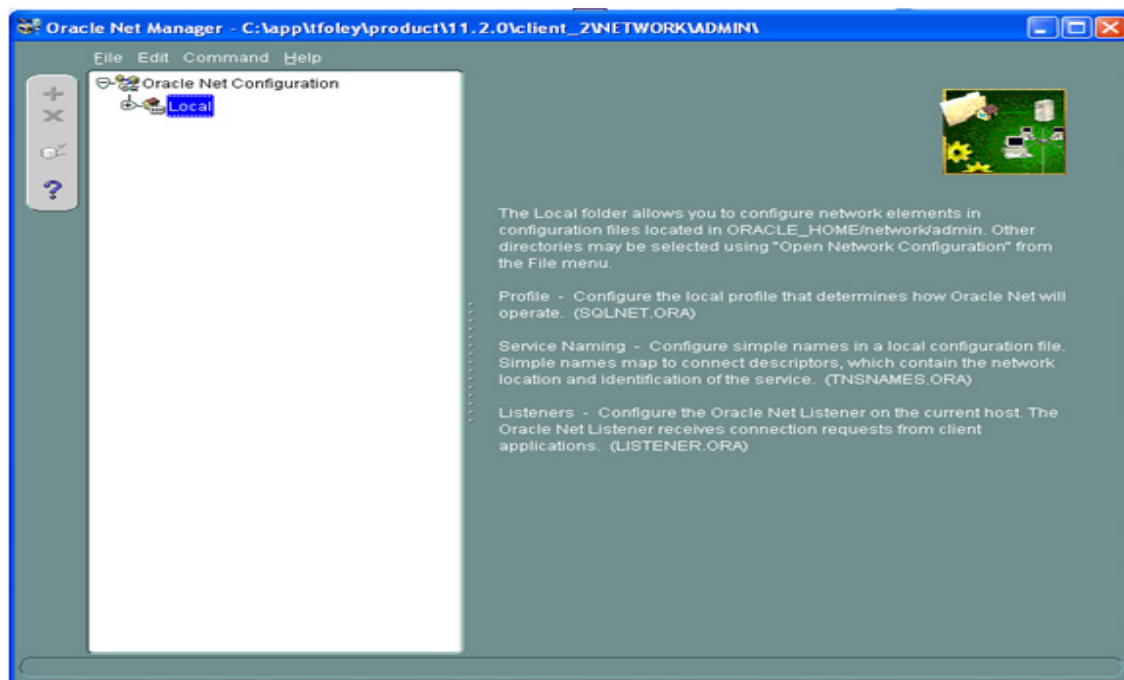 Oracle Net Manager - C:\app\tfoley\product\11.2.0\client_2\NETWORK\ADMIN\
File Edit Command Help
Oracle Net Configuration
Local
The Local folder allows you to configure network elements in
configuration files located in ORACLE_HOME/network/admin. Other
directories may be selected using "Open Network Configuration" from
the File menu.
Profile - Configure the local profile that determines how Oracle Net will
operate. (SQLNET.ORA)
Service Naming - Configure simple names in a local configuration file.
Simple names map to connect descriptors, which contain the network
location and identification of the service. (TNSNAMES.ORA)
Listeners - Configure the Oracle Net Listener on the current host. The
Oracle Net Listener receives connection requests from client
applications. (LISTENER.ORA)